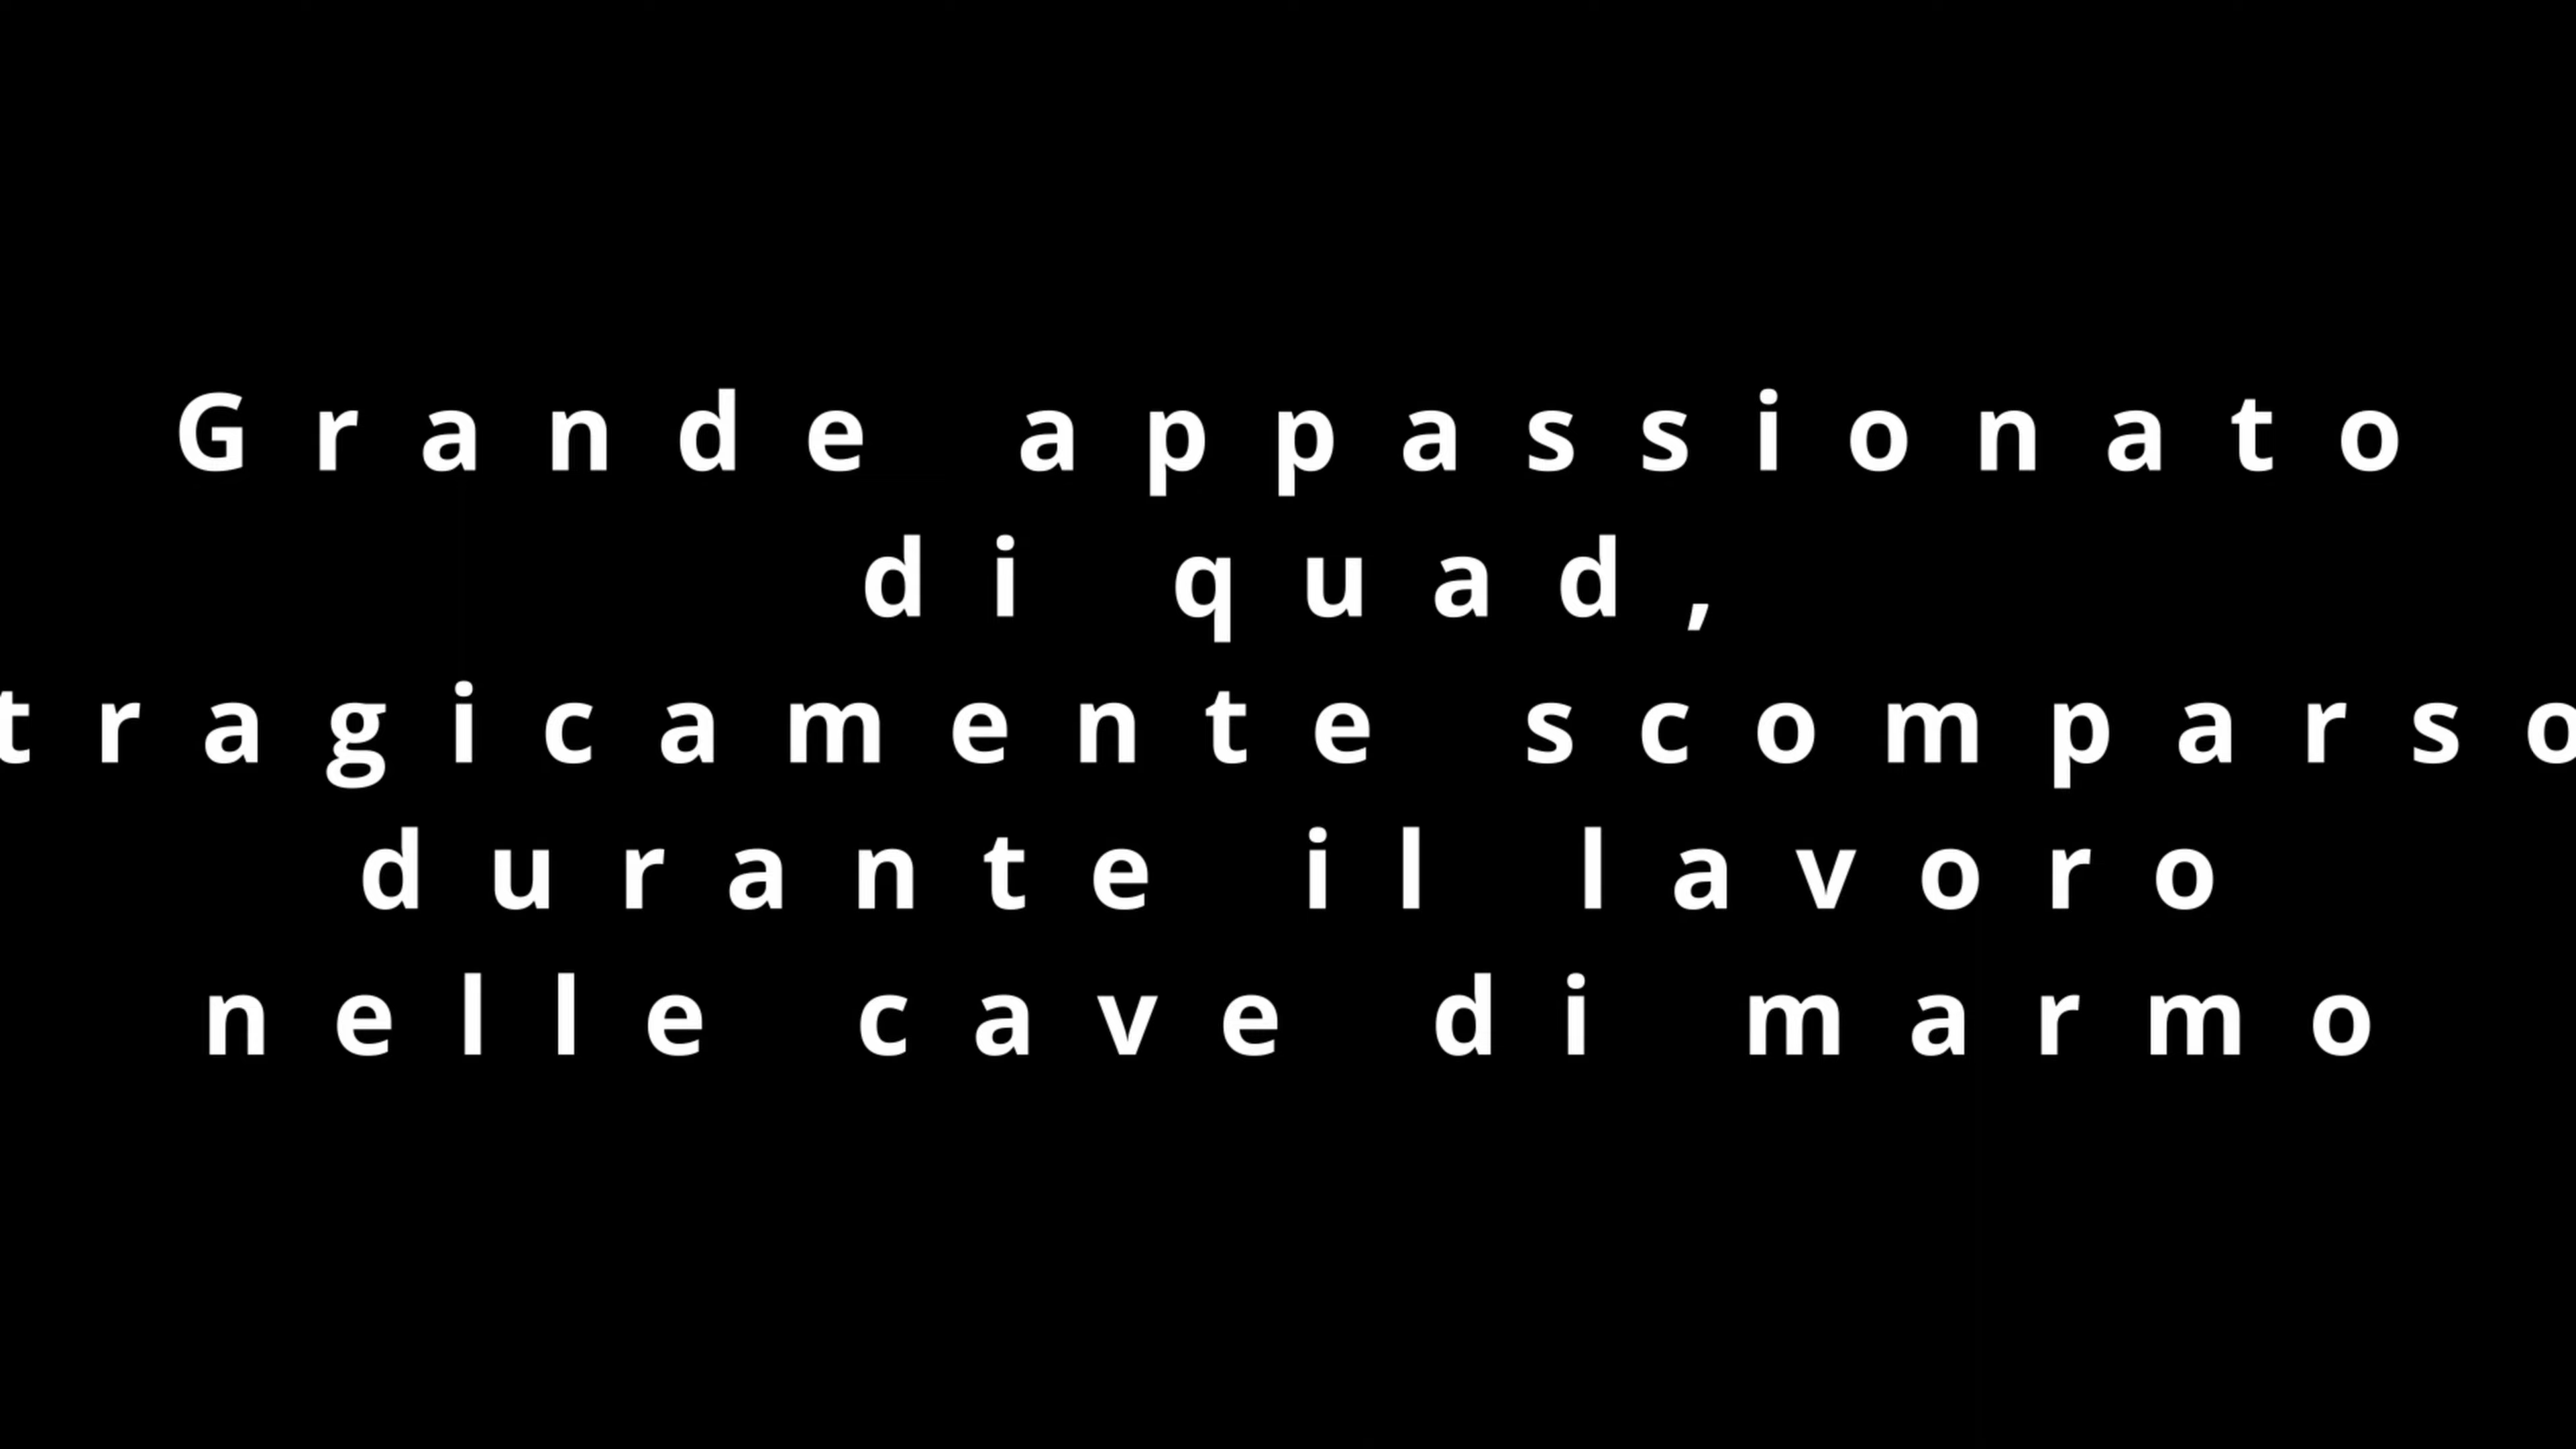 Grande appassionato
di quad,
tragicamente scomparso
durante il lavoro
nelle cave di marmo